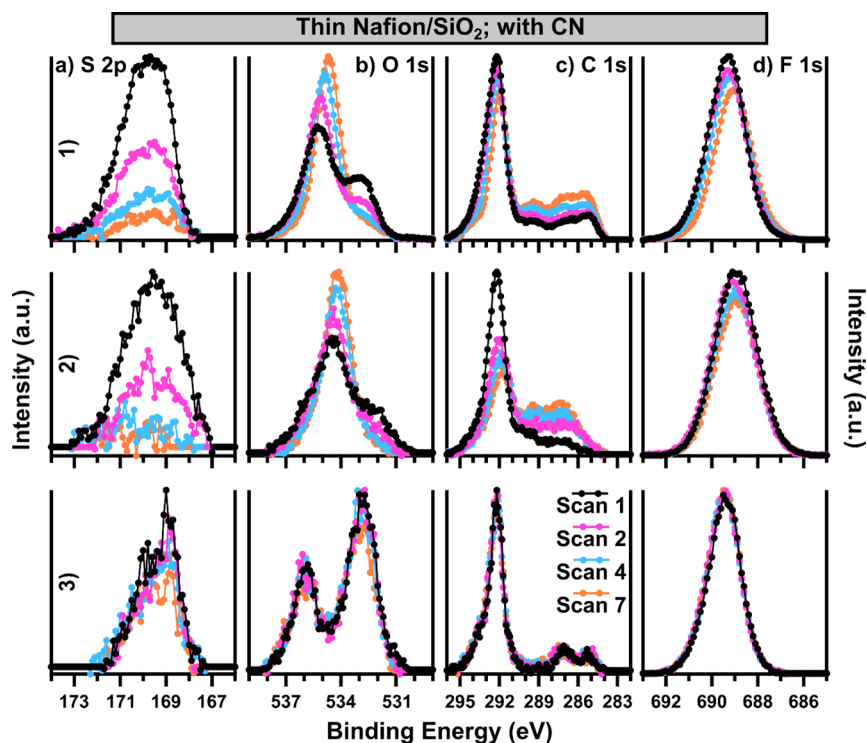 Thin Nafion/SiO₂; with CN
a) S 2p
b) O 1s
c) C 1s
d) F 1s
1)
2)
3)
Intensity (a.u.)
Intensity (a.u.)
Scan 1
Scan 2
Scan 4
Scan 7
173 171 169 167
537 534 531
295 292 289 286 283
692 690 688 686
Binding Energy (eV)